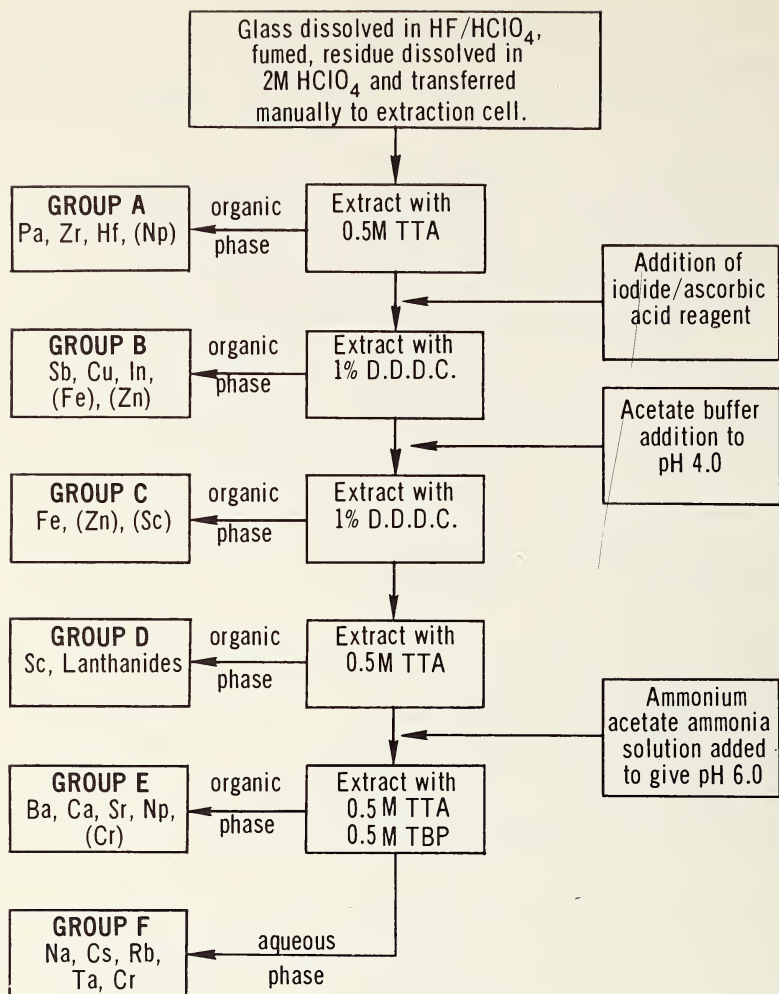 Glass dissolved in HF/HClO4,
fumed, residue dissolved in
2M HClO4 and transferred
manually to extraction cell.
GROUP A
Pa, Zr, Hf, (Np)
organic
phase
Extract with
0.5M TTA
Addition of
iodide/ascorbic
acid reagent
GROUP B
Sb, Cu, In,
(Fe), (Zn)
organic
phase
Extract with
1% D.D.D.C.
Acetate buffer
addition to
pH 4.0
GROUP C
Fe, (Zn), (Sc)
organic
phase
Extract with
1% D.D.D.C.
GROUP D
Sc, Lanthanides
organic
phase
Extract with
0.5M TTA
Ammonium
acetate ammonia
solution added
to give pH 6.0
GROUP E
Ba, Ca, Sr, Np,
(Cr)
organic
phase
Extract with
0.5M TTA
0.5M TBP
GROUP F
Na, Cs, Rb,
Ta, Cr
aqueous
phase